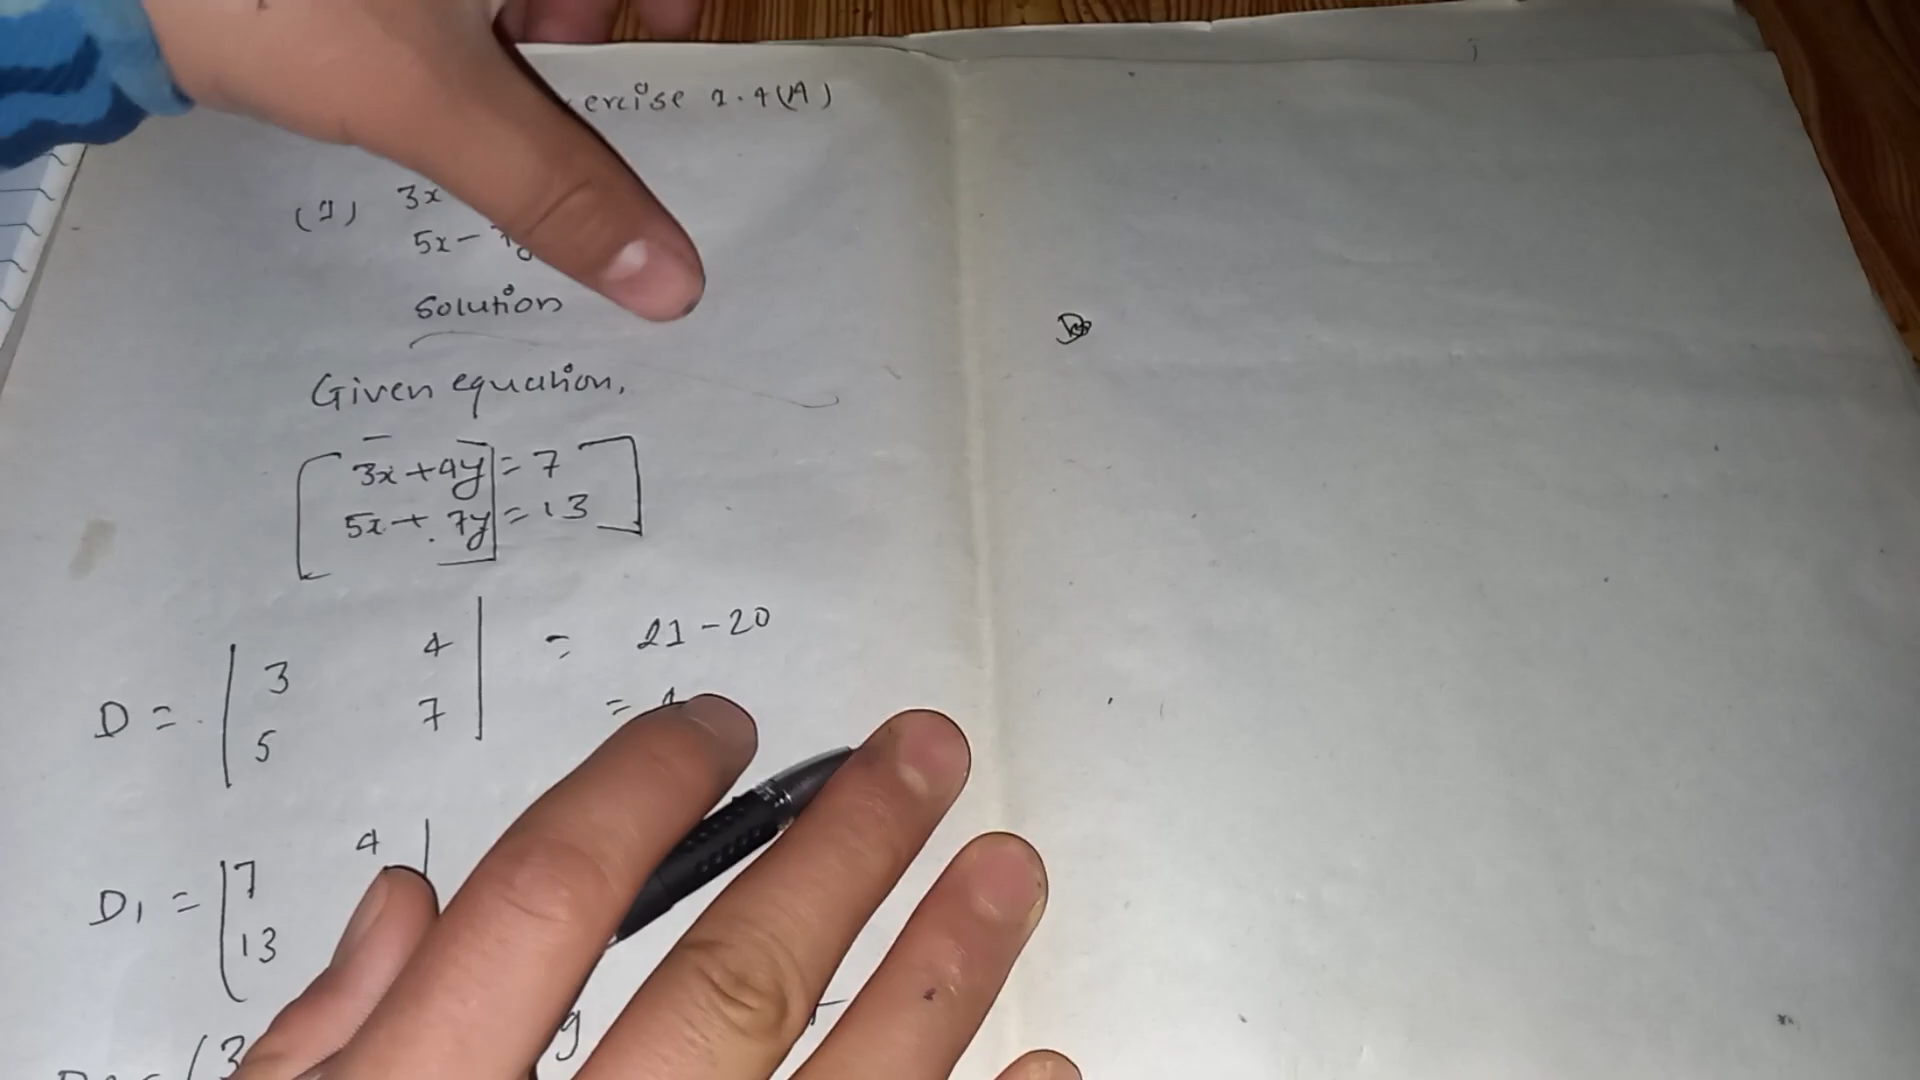 ercise 1.4(A)
(1) 3x
5x -
Solution
Given equation,
3x + 4y = 7
5x + 7y = 13
D = | 3 4 | = 21 - 20
| 5 7 | =
D1 = | 7 4 |
| 13
3